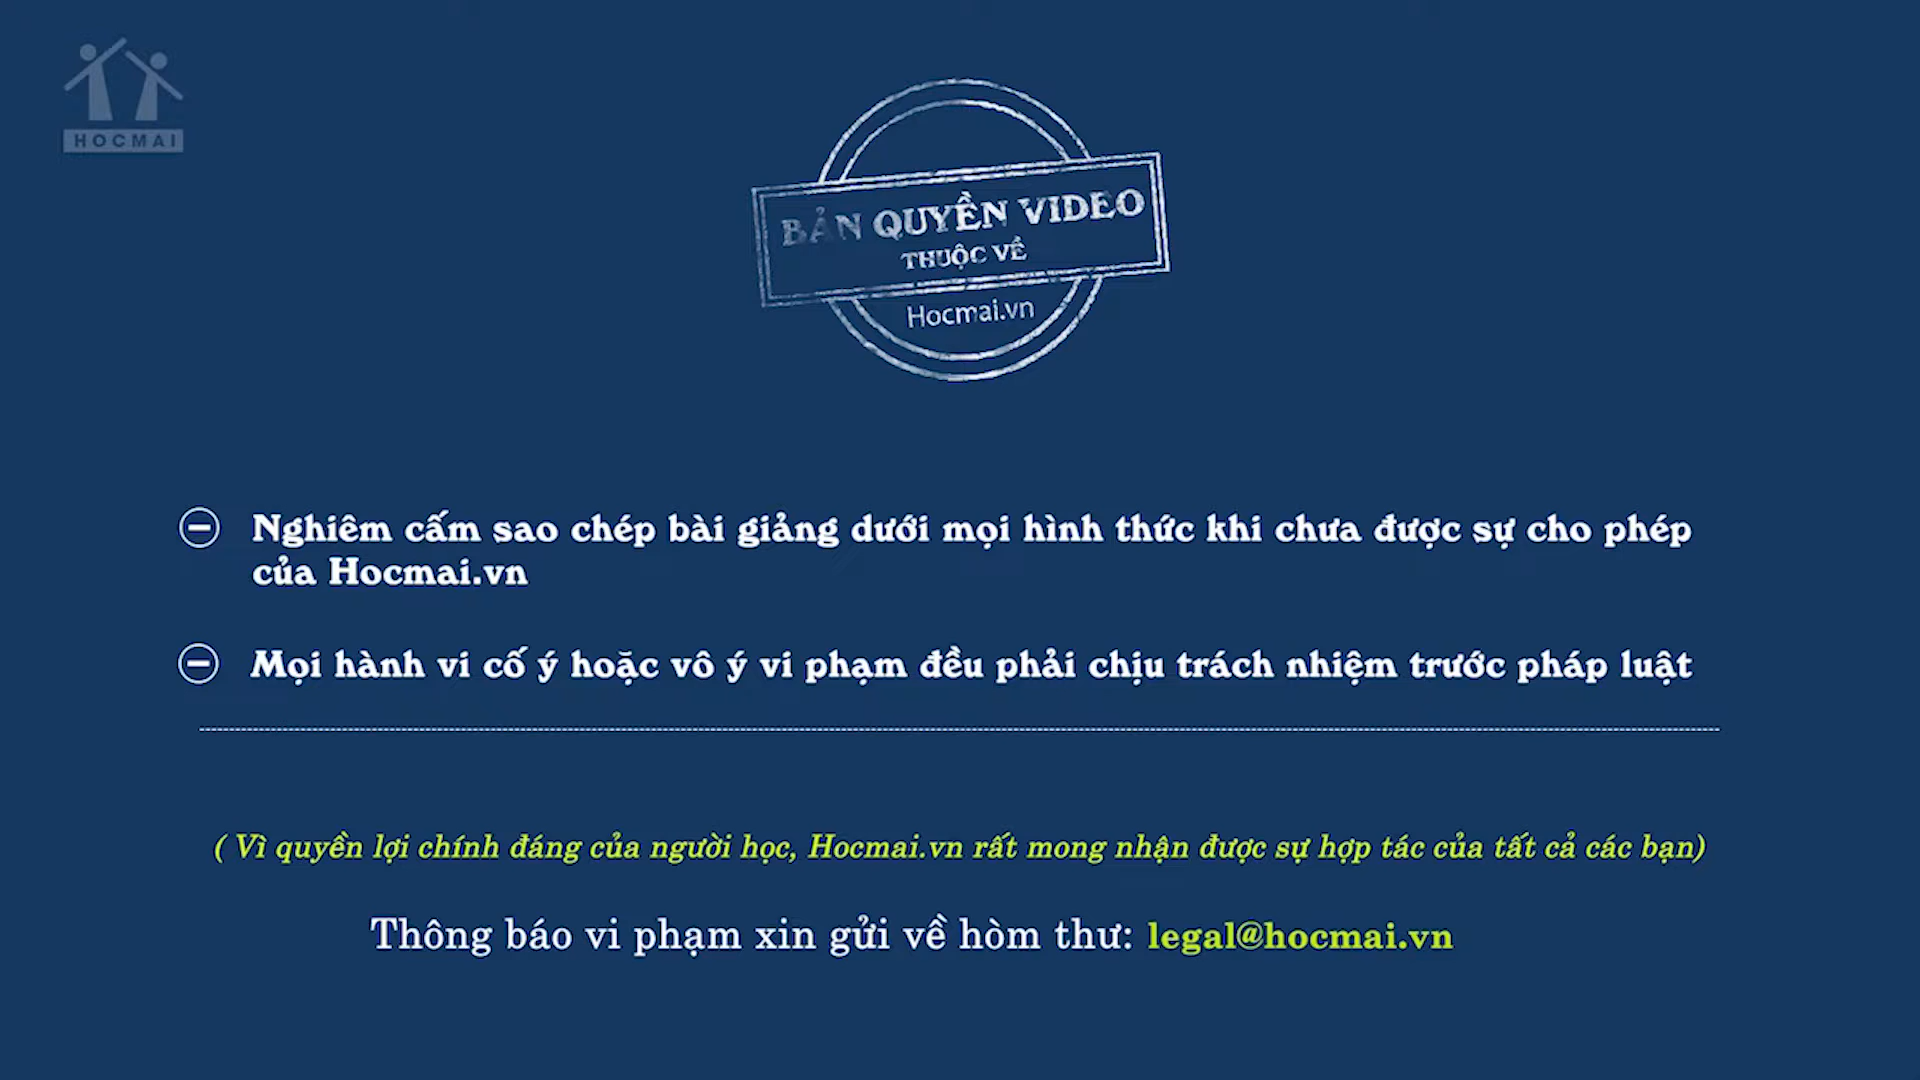 HOCMAI
BẢN QUYỀN VIDEO
THUỘC VỀ
Hocmai.vn
Nghiêm cấm sao chép bài giảng dưới mọi hình thức khi chưa được sự cho phép
của Hocmai.vn
Mọi hành vi cố ý hoặc vô ý vi phạm đều phải chịu trách nhiệm trước pháp luật
( Vì quyền lợi chính đáng của người học, Hocmai.vn rất mong nhận được sự hợp tác của tất cả các bạn)
Thông báo vi phạm xin gửi về hòm thư: legal@hocmai.vn